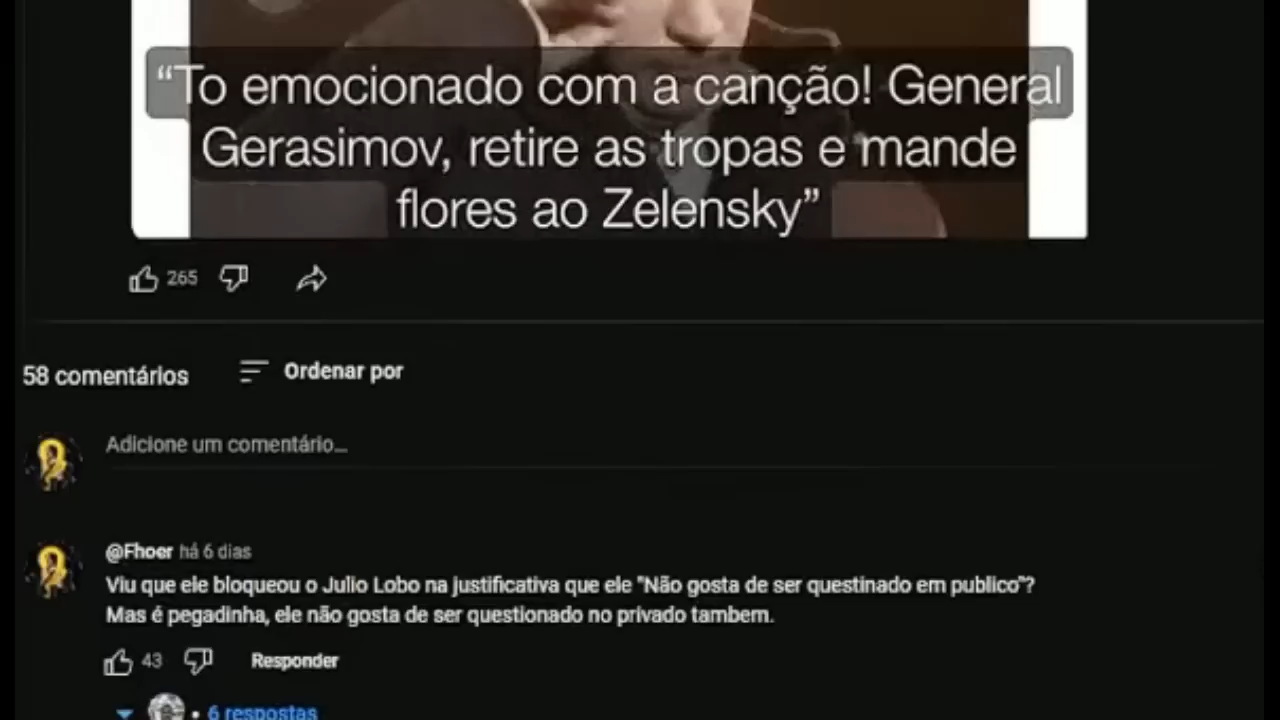 “To emocionado com a canção! General
Gerasimov, retire as tropas e mande
flores ao Zelensky”
265
58 comentários
Ordenar por
Adicione um comentário...
@Fhoer há 6 dias
Viu que ele bloqueou o Julio Lobo na justificativa que ele "Não gosta de ser questinado em publico"?
Mas é pegadinha, ele não gosta de ser questionado no privado tambem.
43 Responder
6 respostas